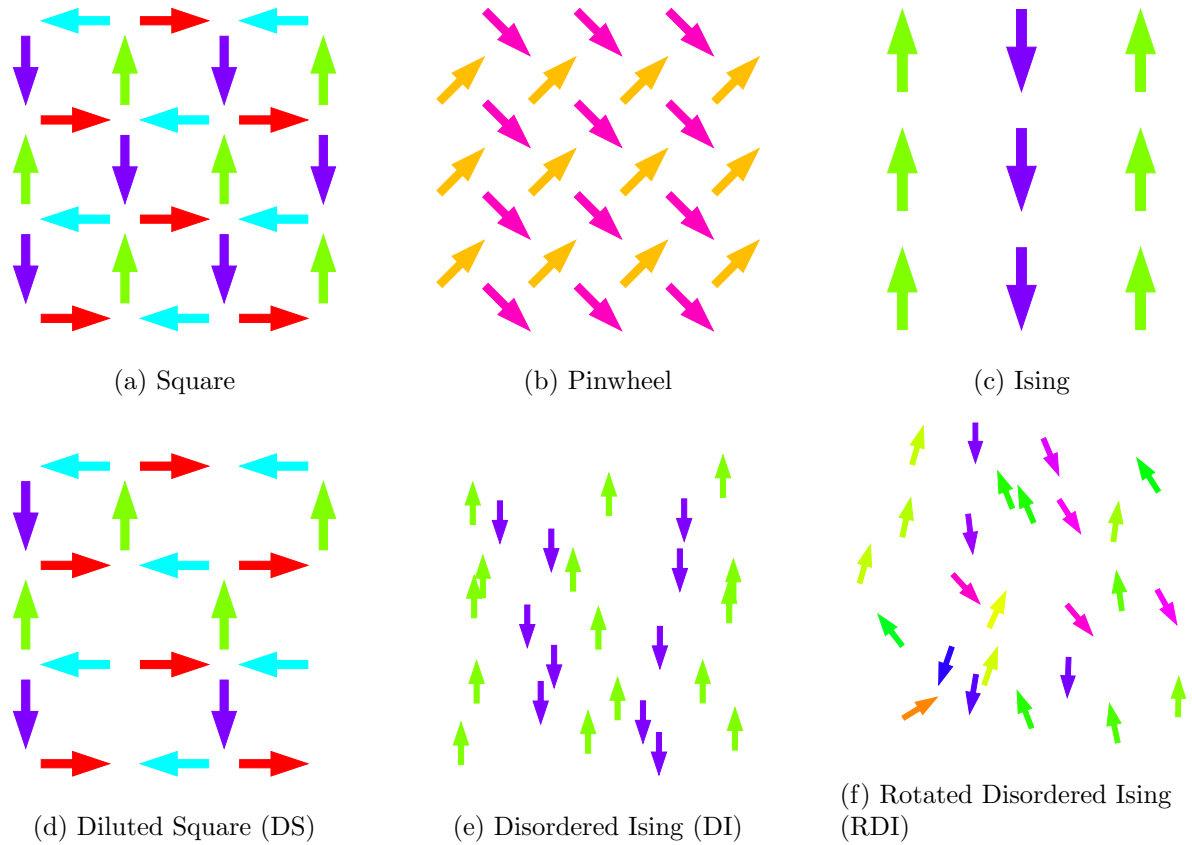 (a) Square
(b) Pinwheel
(c) Ising
(d) Diluted Square (DS)
(e) Disordered Ising (DI)
(f) Rotated Disordered Ising
(RDI)